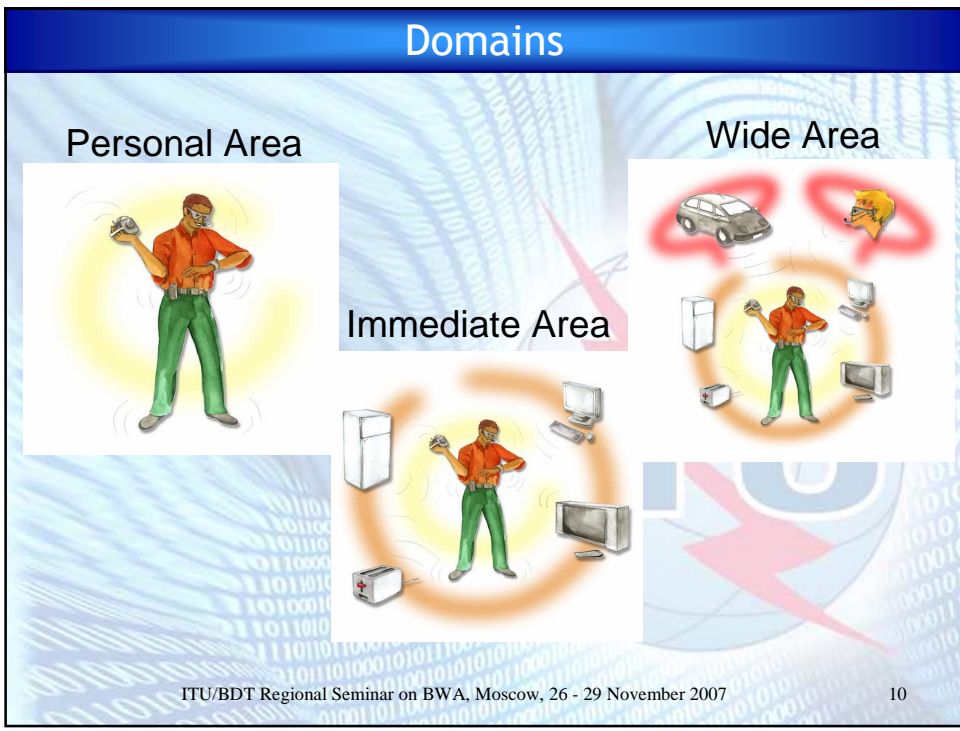 Domains
Personal Area
Wide Area
Immediate Area
ITU/BDT Regional Seminar on BWA, Moscow, 26 - 29 November 2007
10